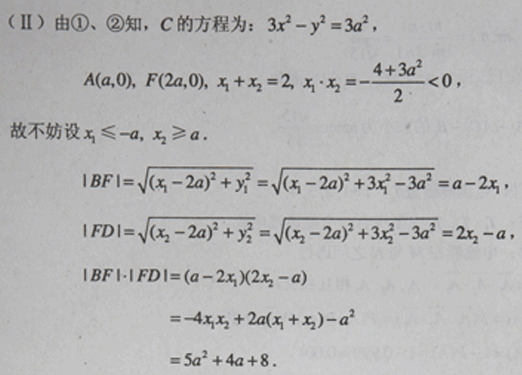 (Ⅱ)由①、②知，C的方程为：3x²－y²＝3a²，
A(a,0), F(2a,0), x₁＋x₂＝2, x₁·x₂＝－(4＋3a²)/2＜0，
故不妨设x₁≤－a, x₂≥a．
|BF|＝√((x₁－2a)²＋y₁²)＝√((x₁－2a)²＋3x₁²－3a²)＝a－2x₁，
|FD|＝√((x₂－2a)²＋y₂²)＝√((x₂－2a)²＋3x₂²－3a²)＝2x₂－a，
|BF|·|FD|＝(a－2x₁)(2x₂－a)
＝－4x₁x₂＋2a(x₁＋x₂)－a²
＝5a²＋4a＋8．